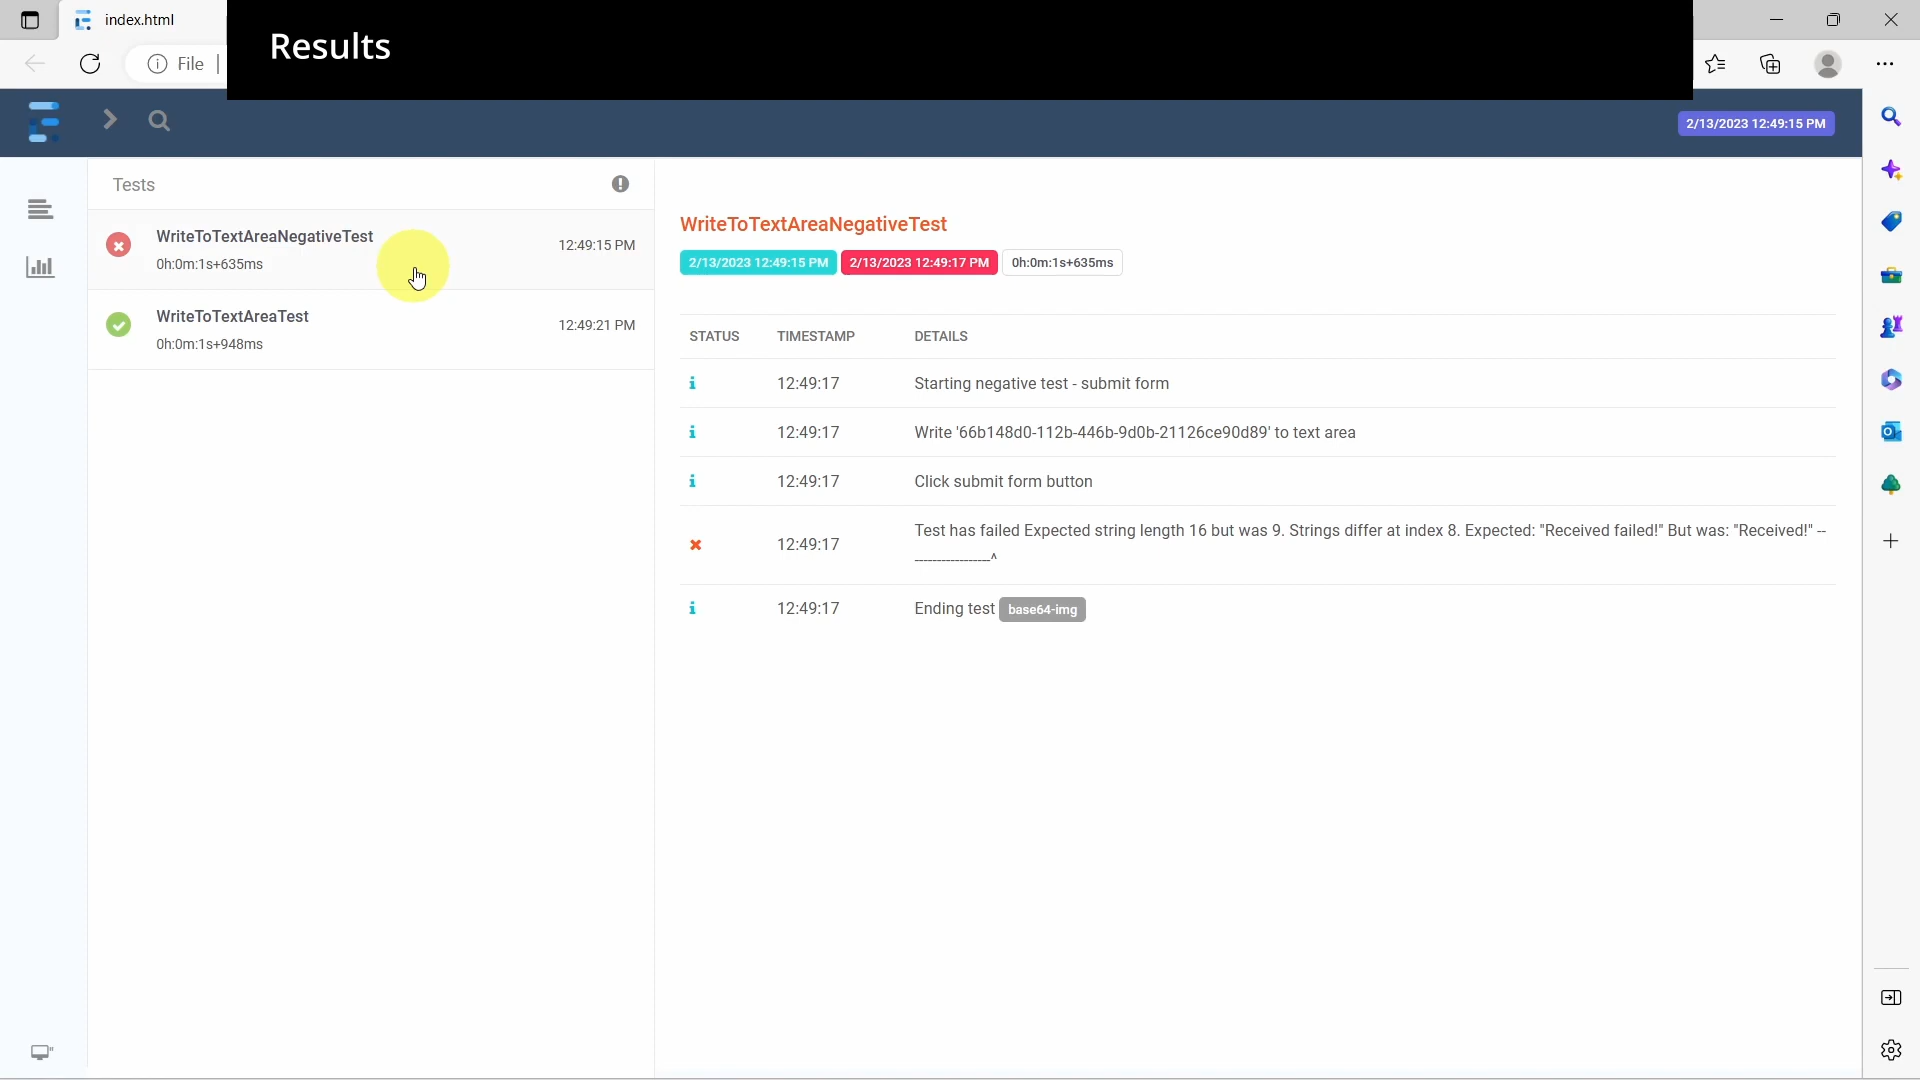 index.html
Results
File
2/13/2023 12:49:15 PM
Tests
WriteToTextAreaNegativeTest
12:49:15 PM
0h:0m:1s+635ms
WriteToTextAreaTest
12:49:21 PM
0h:0m:1s+948ms
WriteToTextAreaNegativeTest
2/13/2023 12:49:15 PM 2/13/2023 12:49:17 PM 0h:0m:1s+635ms
STATUS TIMESTAMP DETAILS
12:49:17 Starting negative test - submit form
12:49:17 Write '66b148d0-112b-446b-9d0b-21126ce90d89' to text area
12:49:17 Click submit form button
12:49:17 Test has failed Expected string length 16 but was 9. Strings differ at index 8. Expected: "Received failed!" But was: "Received!" --
-----------------^
12:49:17 Ending test base64-img